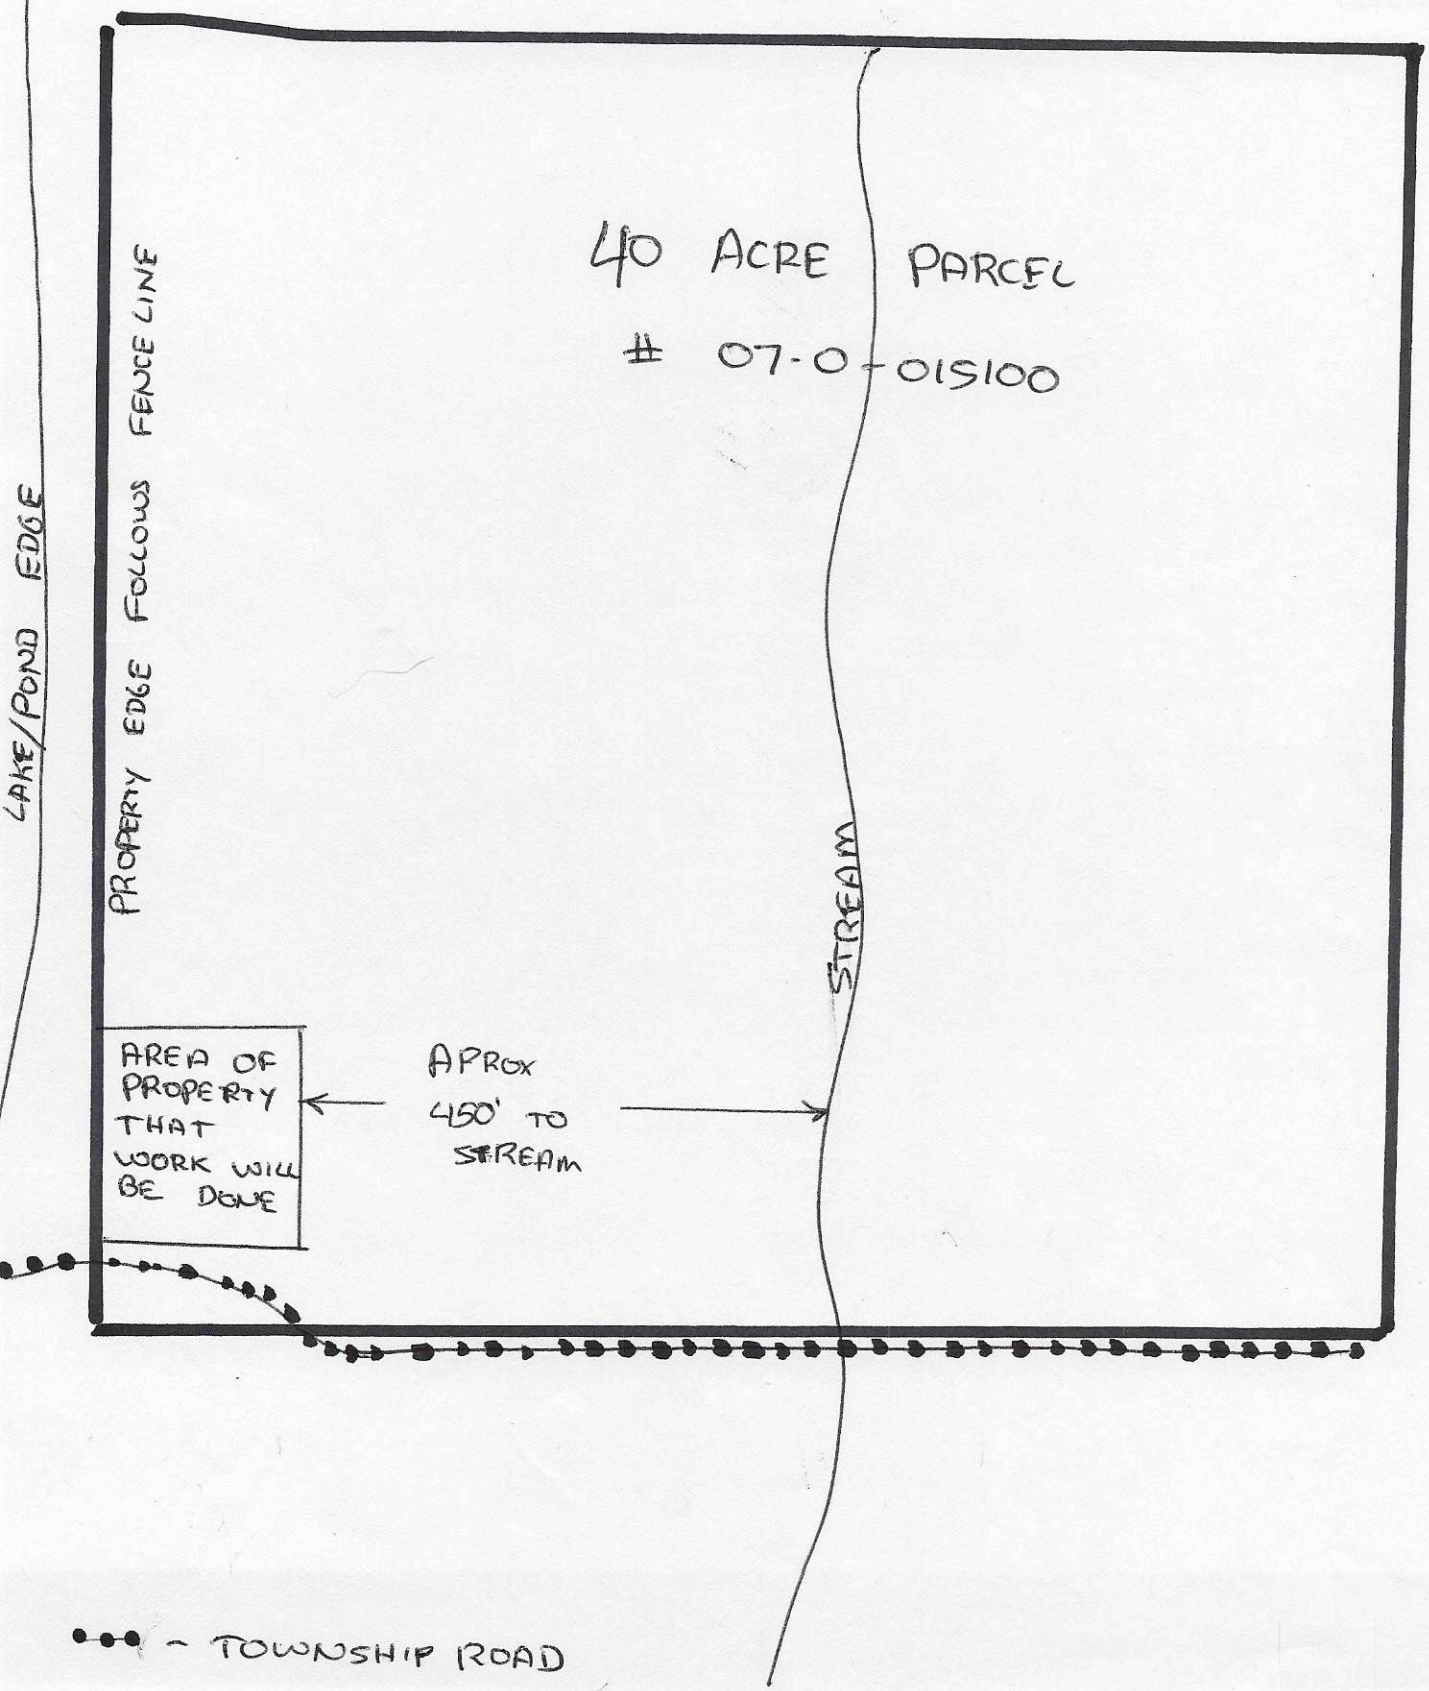 40 ACRE PARCEL
# 07-0-015100
PROPERTY EDGE FOLLOWS FENCE LINE
LAKE/POND EDGE
STREAM
AREA OF
PROPERTY
THAT
WORK WILL
BE DONE
APROX
450' TO
STREAM
- TOWNSHIP ROAD